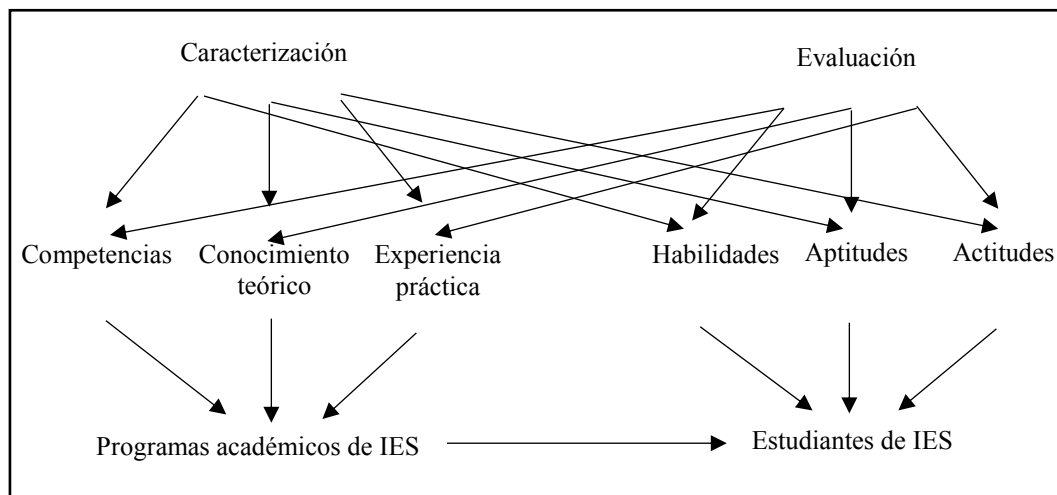 Caracterización
Evaluación
Competencias
Conocimiento
teórico
Experiencia
práctica
Habilidades
Aptitudes
Actitudes
Programas académicos de IES
Estudiantes de IES